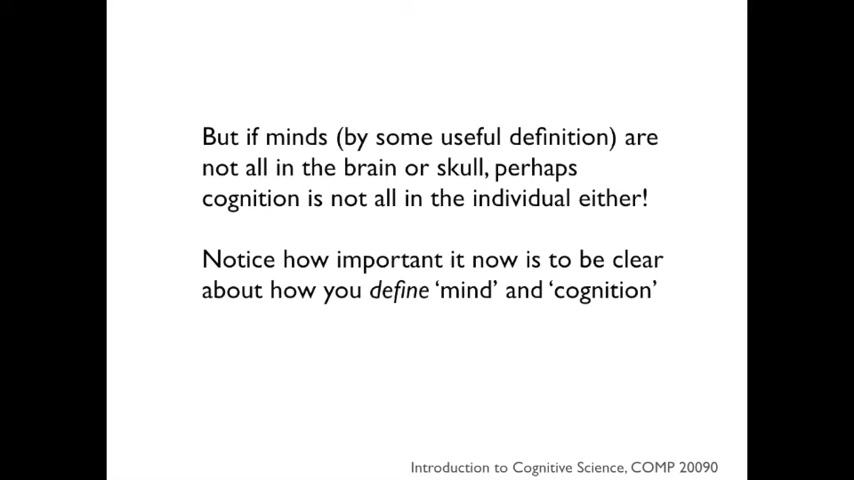 But if minds (by some useful definition) are
not all in the brain or skull, perhaps
cognition is not all in the individual either!
Notice how important it now is to be clear
about how you define ‘mind’ and ‘cognition’
Introduction to Cognitive Science, COMP 20090